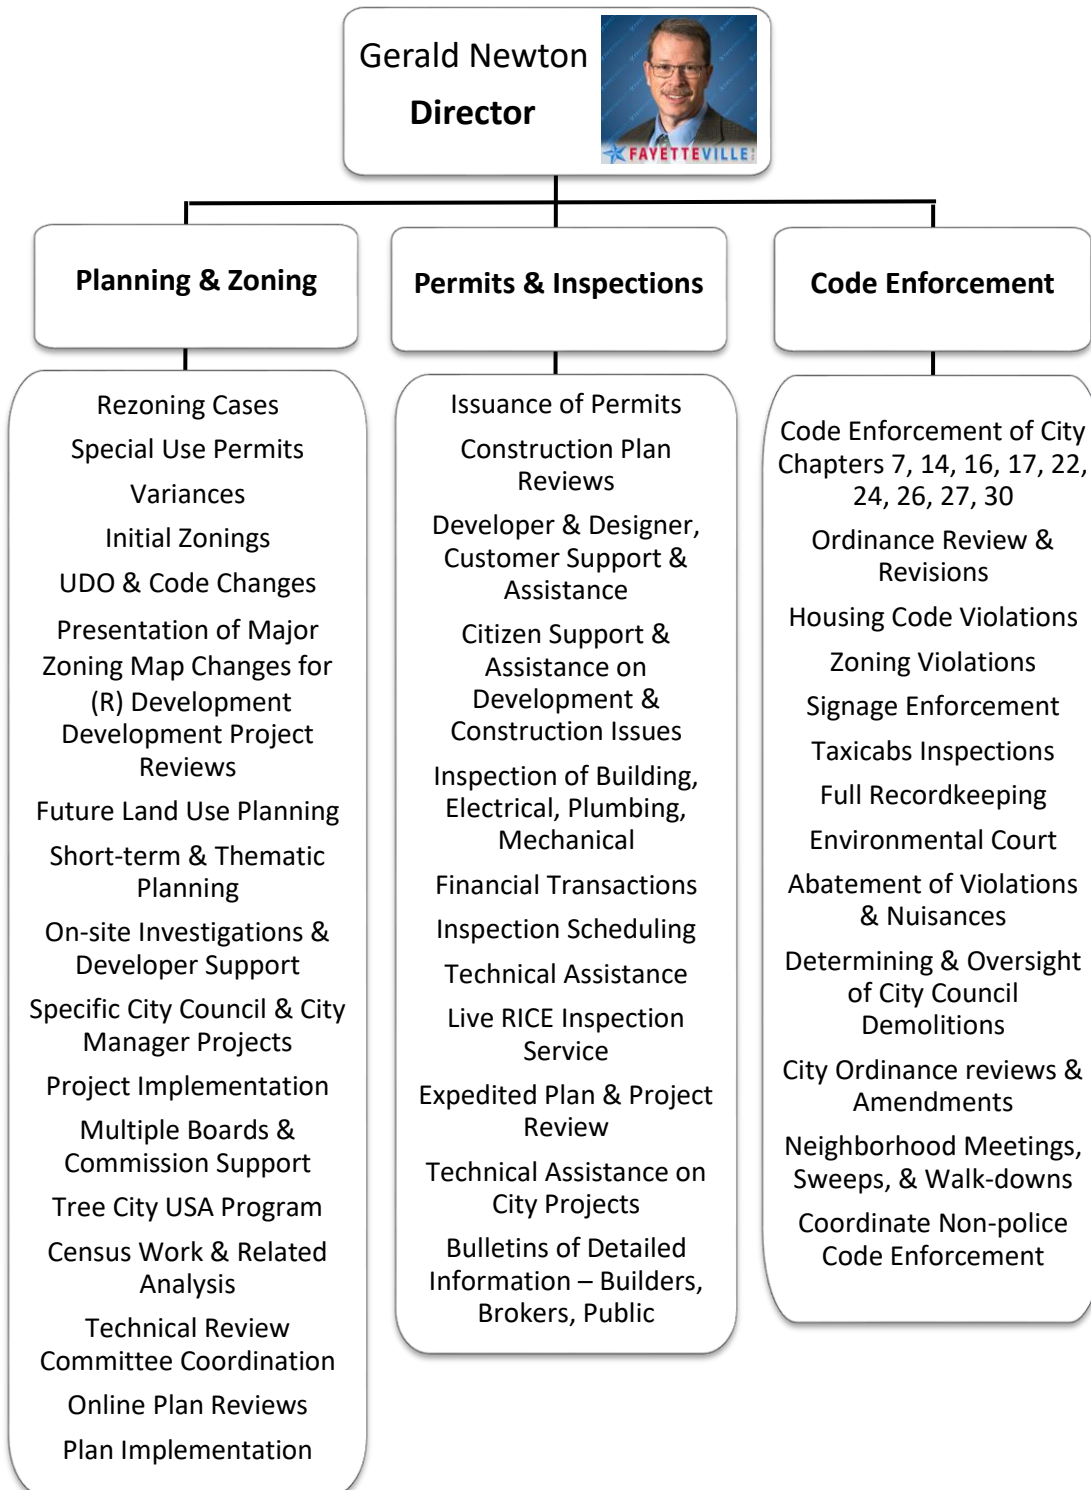 Gerald Newton
Director
FAYETTEVILLE
Planning & Zoning
Rezoning Cases
Special Use Permits
Variances
Initial Zonings
UDO & Code Changes
Presentation of Major
Zoning Map Changes for
(R) Development
Development Project
Reviews
Future Land Use Planning
Short-term & Thematic
Planning
On-site Investigations &
Developer Support
Specific City Council & City
Manager Projects
Project Implementation
Multiple Boards &
Commission Support
Tree City USA Program
Census Work & Related
Analysis
Technical Review
Committee Coordination
Online Plan Reviews
Plan Implementation
Permits & Inspections
Issuance of Permits
Construction Plan
Reviews
Developer & Designer,
Customer Support &
Assistance
Citizen Support &
Assistance on
Development &
Construction Issues
Inspection of Building,
Electrical, Plumbing,
Mechanical
Financial Transactions
Inspection Scheduling
Technical Assistance
Live RICE Inspection
Service
Expedited Plan & Project
Review
Technical Assistance on
City Projects
Bulletins of Detailed
Information – Builders,
Brokers, Public
Code Enforcement
Code Enforcement of City
Chapters 7, 14, 16, 17, 22,
24, 26, 27, 30
Ordinance Review &
Revisions
Housing Code Violations
Zoning Violations
Signage Enforcement
Taxicabs Inspections
Full Recordkeeping
Environmental Court
Abatement of Violations
& Nuisances
Determining & Oversight
of City Council
Demolitions
City Ordinance reviews &
Amendments
Neighborhood Meetings,
Sweeps, & Walk-downs
Coordinate Non-police
Code Enforcement